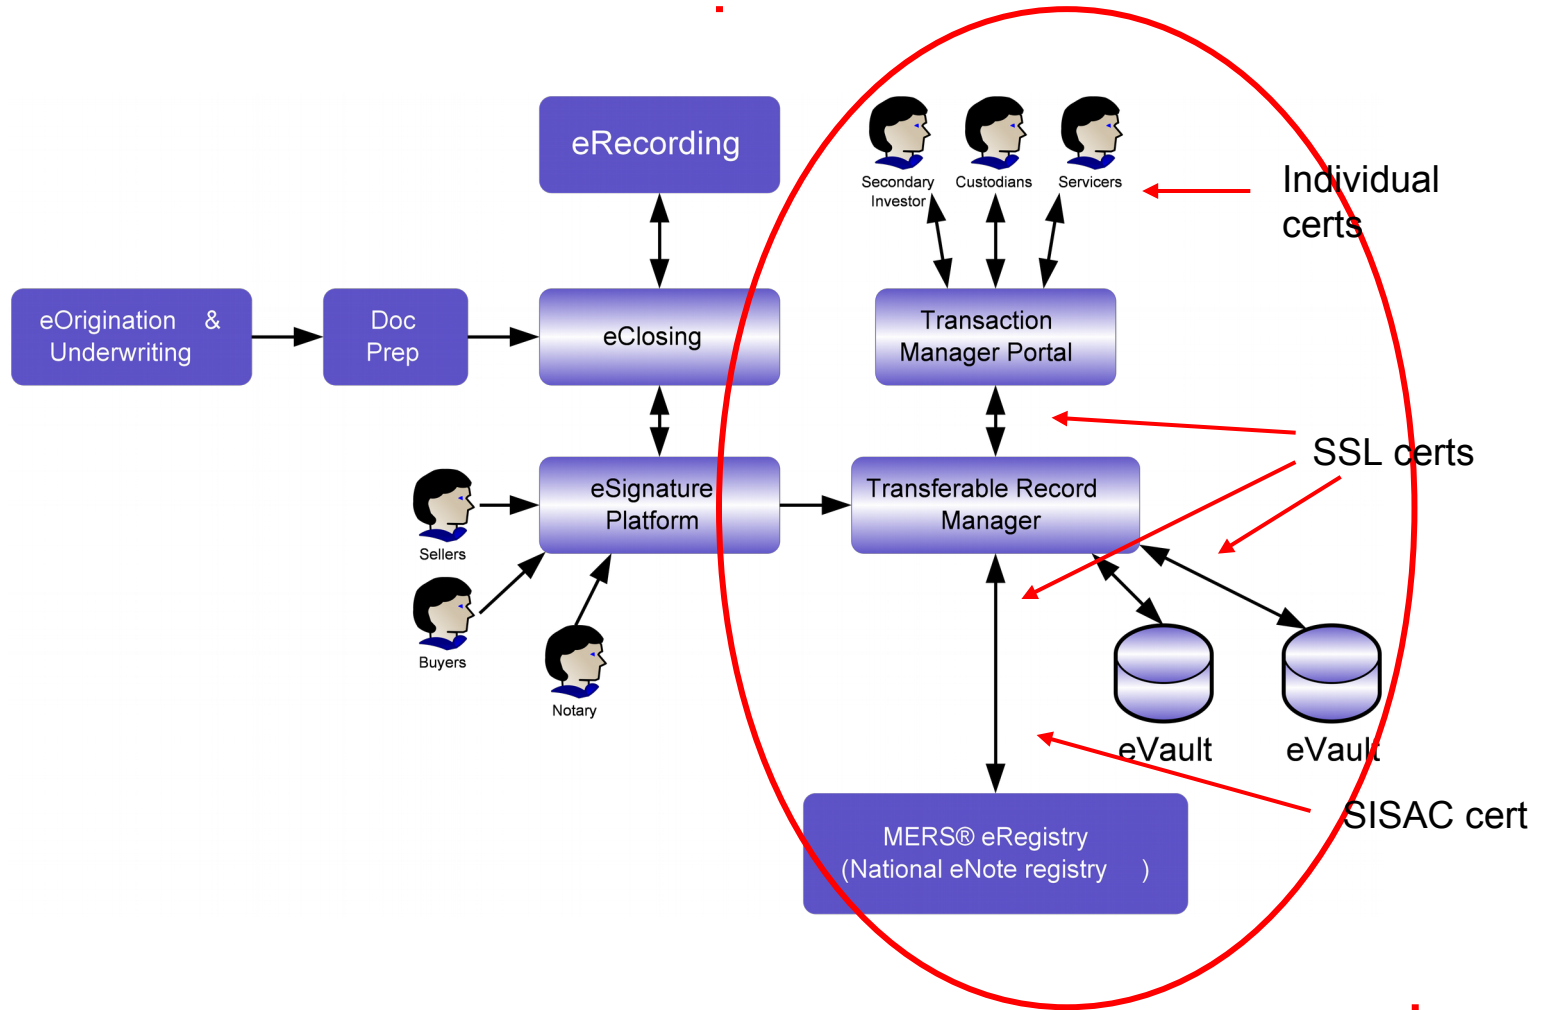 eRecording
Secondary
Investor
Custodians
Servicers
Individual
certs
eOrigination & 
Underwriting
Doc
Prep
eClosing
Transaction
Manager Portal
SSL certs
Sellers
eSignature
Platform
Transferable Record
Manager
Buyers
Notary
eVault
eVault
SISAC cert
MERS® eRegistry
(National eNote registry )